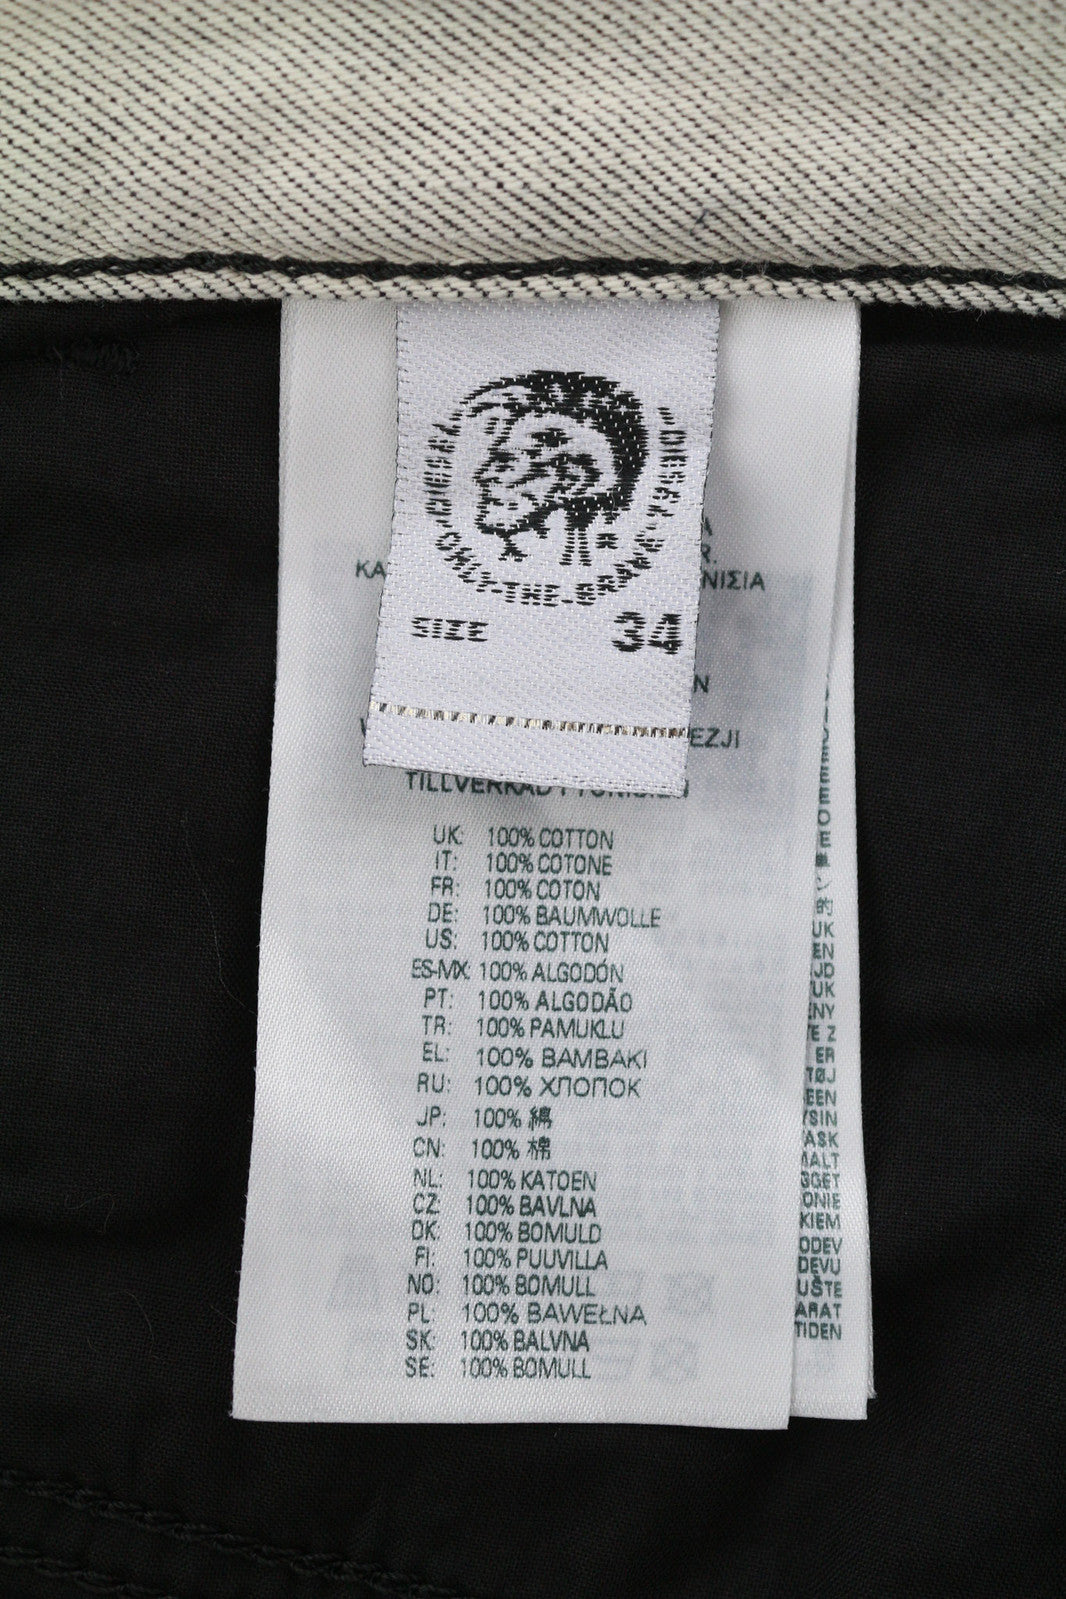 DIESEL
ONLY-THE-BRAVE
SIZE 34
TILLVERKAD I TUNISIEN
UK: 100% COTTON
IT: 100% COTONE
FR: 100% COTON
DE: 100% BAUMWOLLE
US: 100% COTTON
ES-MX: 100% ALGODÓN
PT: 100% ALGODÃO
TR: 100% PAMUKLU
EL: 100% ΒΑΜΒΑΚΙ
RU: 100% ХЛОПОК
JP: 100% 綿
CN: 100% 棉
NL: 100% KATOEN
CZ: 100% BAVLNA
DK: 100% BOMULD
FI: 100% PUUVILLA
NO: 100% BOMULL
PL: 100% BAWEŁNA
SK: 100% BALVNA
SE: 100% BOMULL